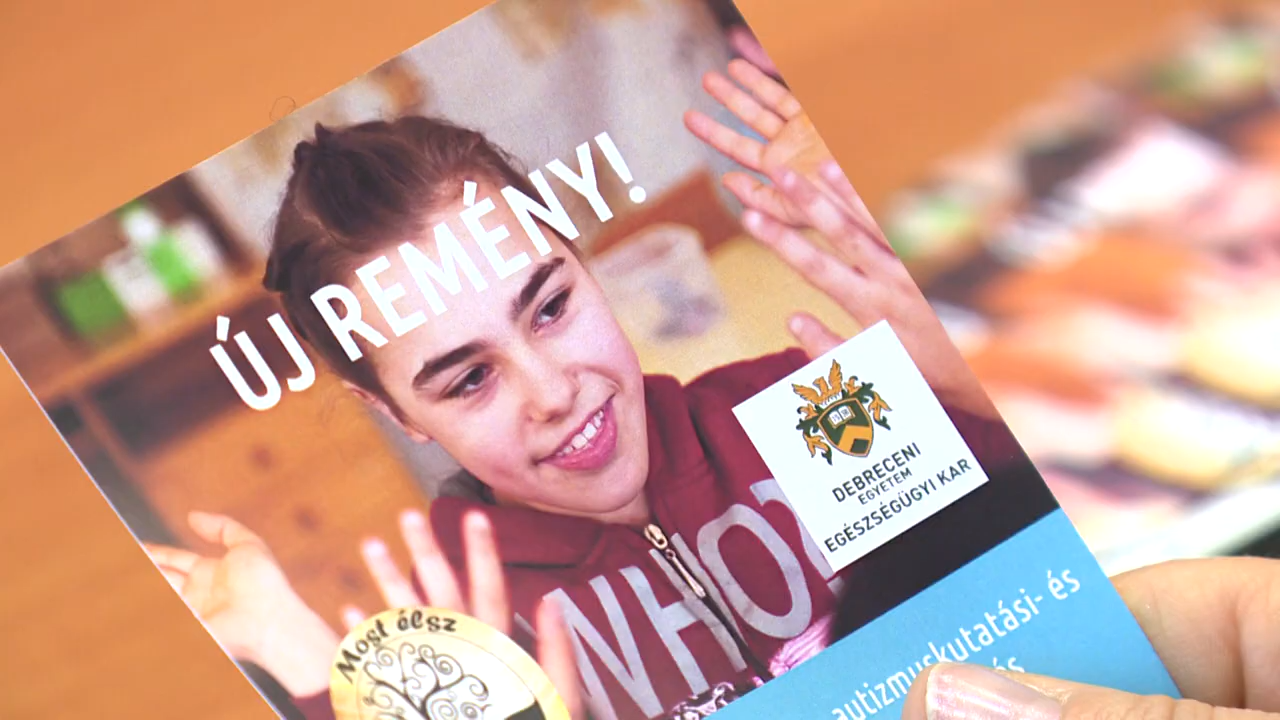 ÚJ REMÉNY!
DEBRECENI
EGYETEM
EGÉSZSÉGÜGYI KAR
WHO
Most élsz
autizmuskutatási- és